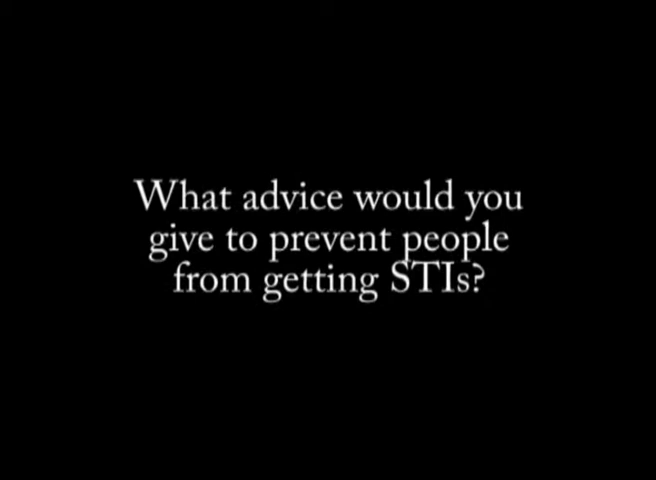 What advice would you
give to prevent people
from getting STIs?